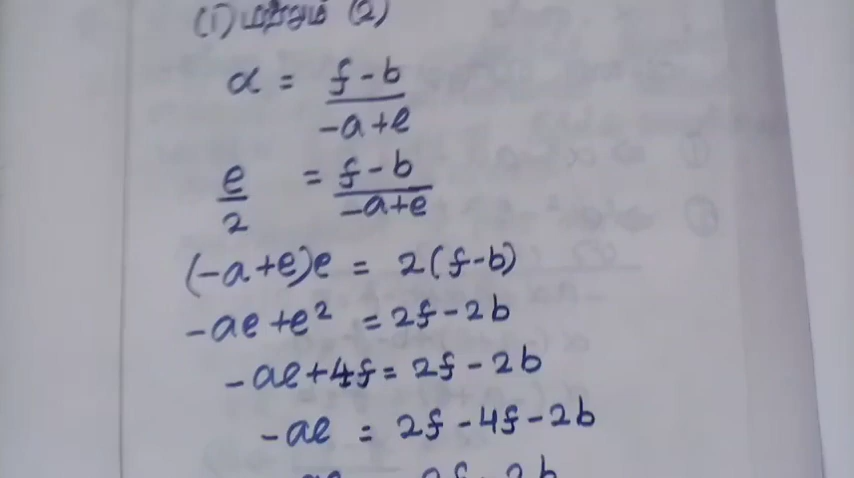 (1) மற்றும் (2)
α = f-b / -a+e
e/2 = f-b / -a+e
(-a+e)e = 2(f-b)
-ae+e² = 2f-2b
-ae+4f = 2f-2b
-ae = 2f-4f-2b